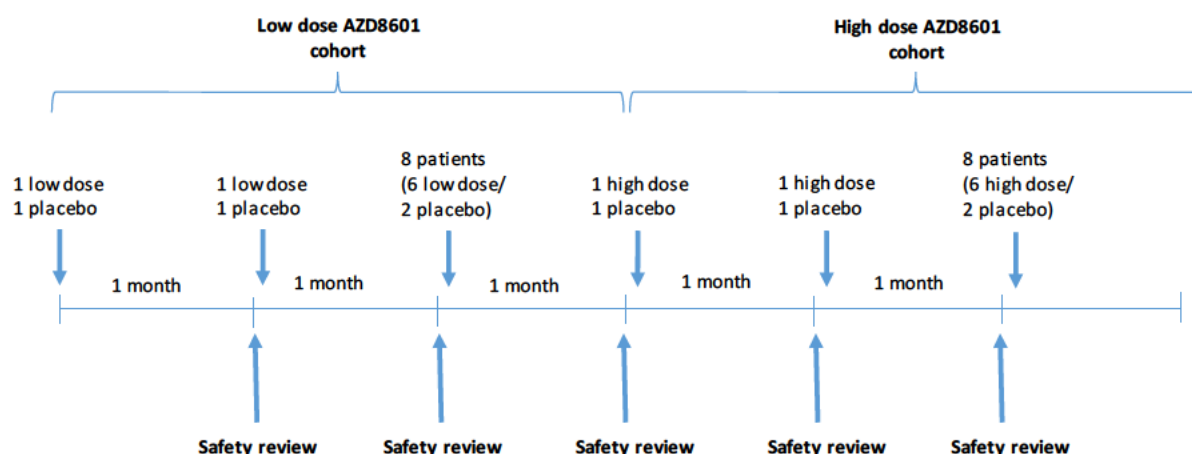 Low dose AZD8601
cohort
High dose AZD8601
cohort
1 low dose
1 placebo
1 low dose
1 placebo
8 patients
(6 low dose/
2 placebo)
1 high dose
1 placebo
1 high dose
1 placebo
8 patients
(6 high dose/
2 placebo)
1 month
1 month
1 month
1 month
1 month
Safety review
Safety review
Safety review
Safety review
Safety review